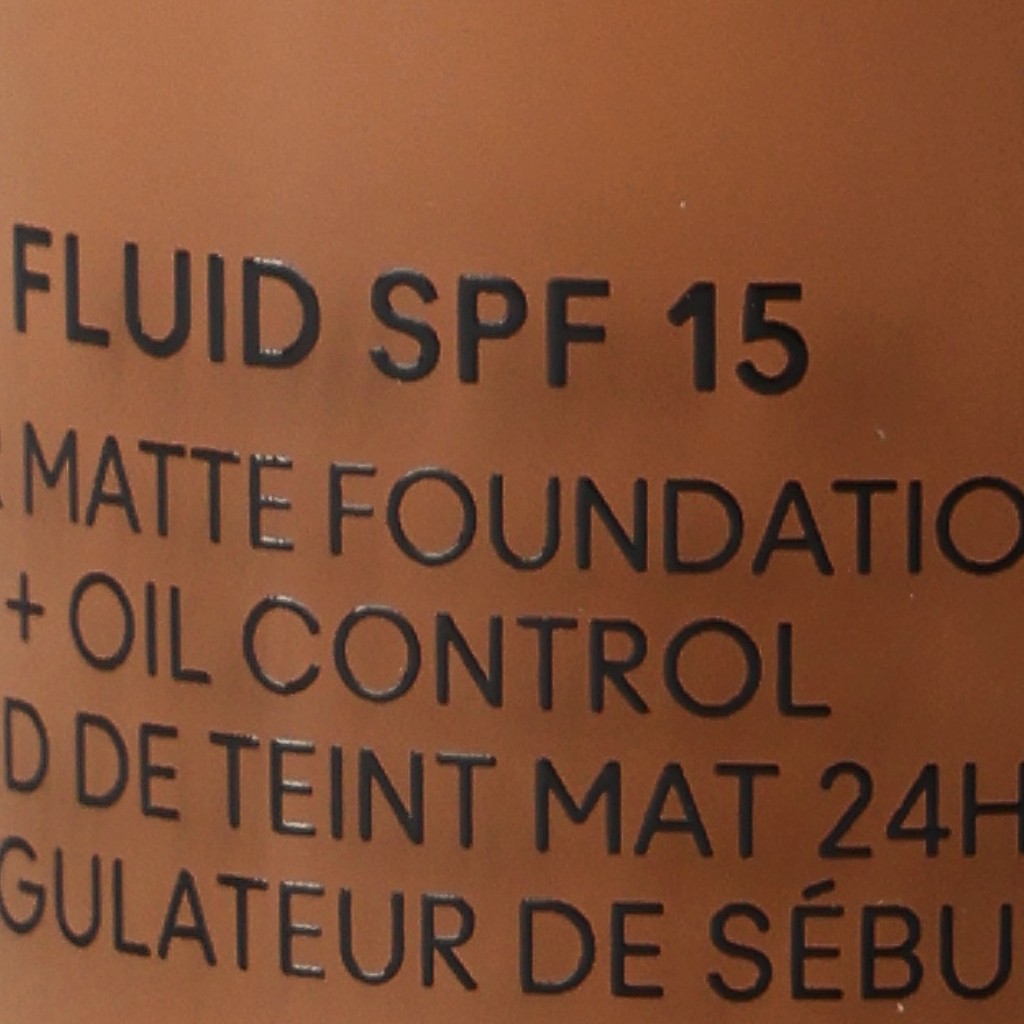 FLUID SPF 15
MATTE FOUNDATIO
+ OIL CONTROL
D DE TEINT MAT 24H
GULATEUR DE SÉBU